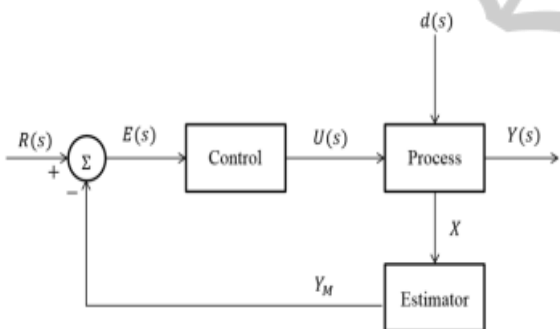 d(s)
R(s)
E(s)
U(s)
Y(s)
Σ
Control
Process
+
−
X
Y_M
Estimator